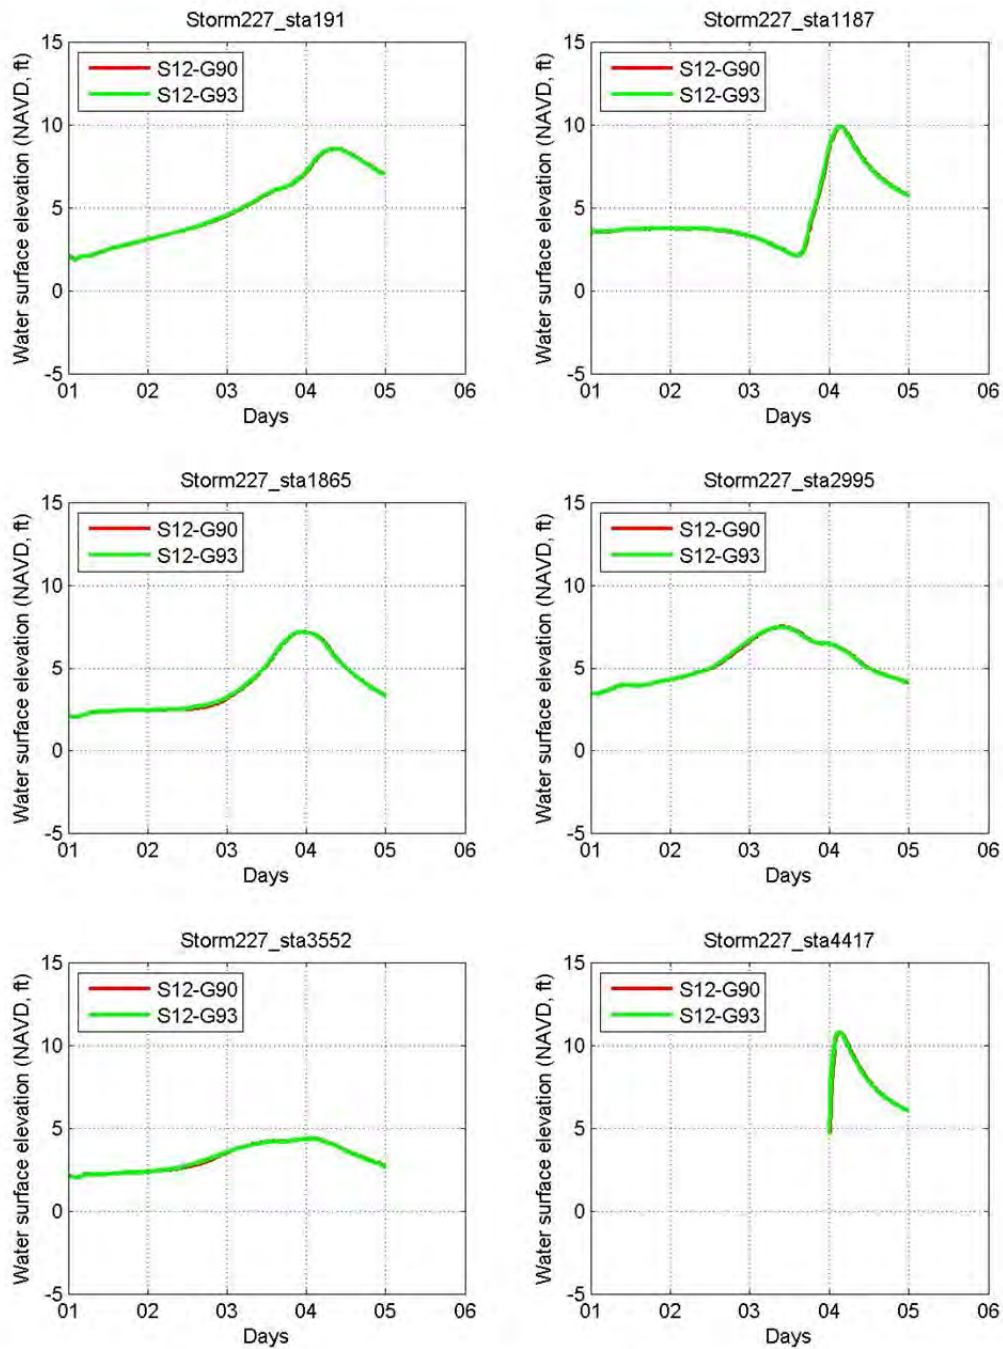 Storm227_sta191
Water surface elevation (NAVD, ft)
15
10
5
0
-5
S12-G90
S12-G93
01 02 03 04 05 06
Days
Storm227_sta1187
Water surface elevation (NAVD, ft)
15
10
5
0
-5
S12-G90
S12-G93
01 02 03 04 05 06
Days
Storm227_sta1865
Water surface elevation (NAVD, ft)
15
10
5
0
-5
S12-G90
S12-G93
01 02 03 04 05 06
Days
Storm227_sta2995
Water surface elevation (NAVD, ft)
15
10
5
0
-5
S12-G90
S12-G93
01 02 03 04 05 06
Days
Storm227_sta3552
Water surface elevation (NAVD, ft)
15
10
5
0
-5
S12-G90
S12-G93
01 02 03 04 05 06
Days
Storm227_sta4417
Water surface elevation (NAVD, ft)
15
10
5
0
-5
S12-G90
S12-G93
01 02 03 04 05 06
Days